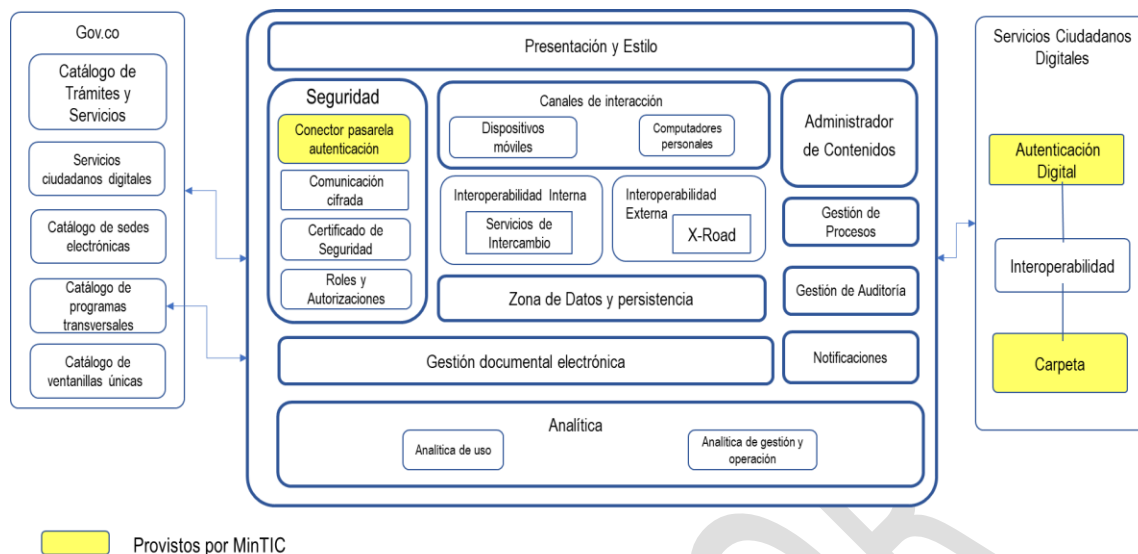 Gov.co
Catálogo de
Trámites y
Servicios
Servicios
ciudadanos digitales
Catálogo de sedes
electrónicas
Catálogo de
programas
transversales
Catálogo de
ventanillas únicas
Presentación y Estilo
Seguridad
Conector pasarela
autenticación
Comunicación
cifrada
Certificado de
Seguridad
Roles y
Autorizaciones
Canales de interacción
Dispositivos
móviles
Computadores
personales
Interoperabilidad Interna
Servicios de
Intercambio
Interoperabilidad
Externa
X-Road
Zona de Datos y persistencia
Administrador
de Contenidos
Gestión de
Procesos
Gestión de Auditoría
Gestión documental electrónica
Notificaciones
Analítica
Analítica de uso
Analítica de gestión y
operación
Servicios Ciudadanos
Digitales
Autenticación
Digital
Interoperabilidad
Carpeta
Provistos por MinTIC